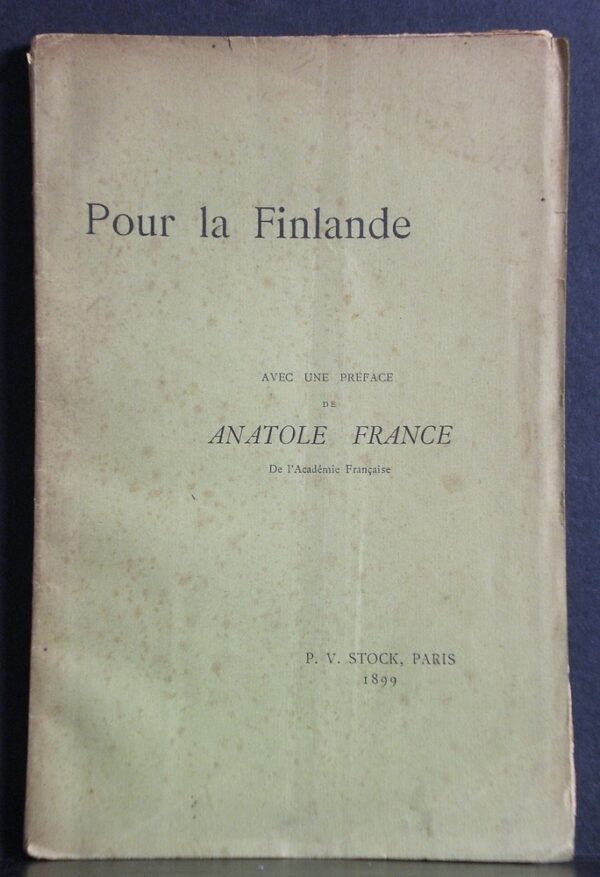 Pour la Finlande
AVEC UNE PRÉFACE
DE
ANATOLE FRANCE
De l'Académie Française
P. V. STOCK, PARIS
1899